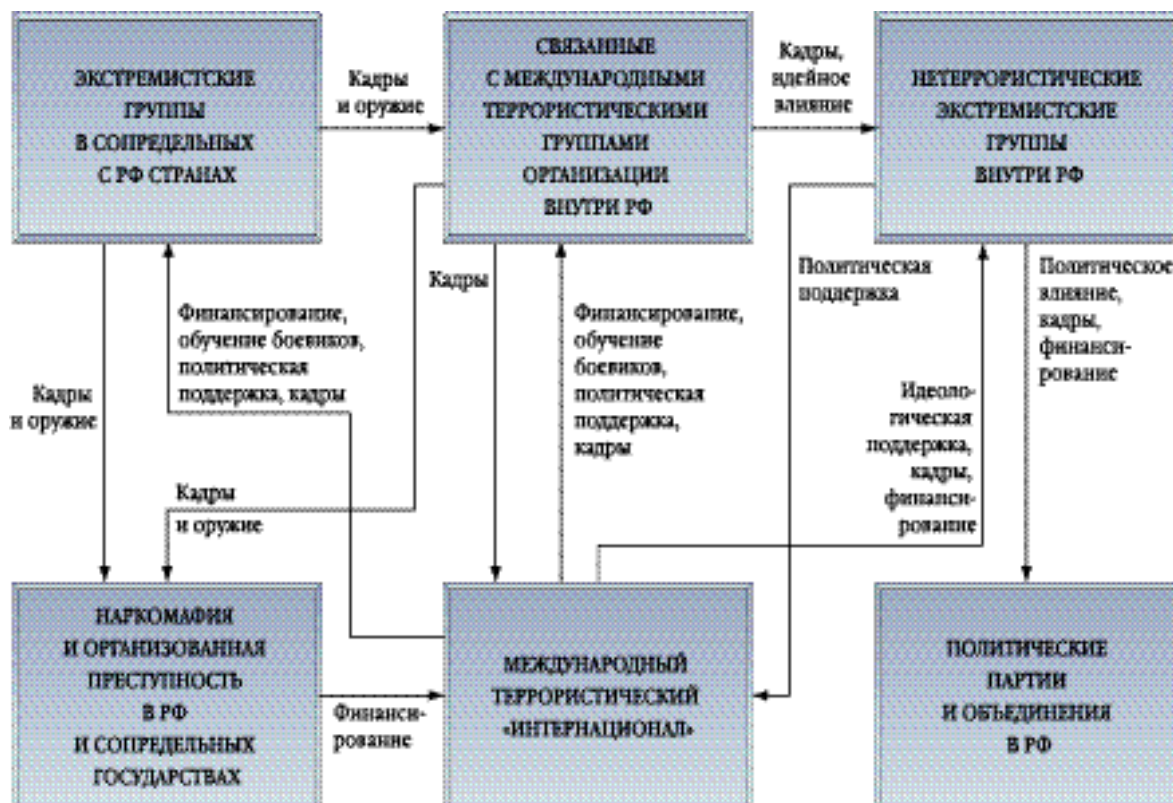 ЭКСТРЕМИСТСКИЕ
ГРУППЫ
В СОПРЕДЕЛЬНЫХ
С РФ СТРАНАХ
Кадры
и оружие
СВЯЗАННЫЕ
С МЕЖДУНАРОДНЫМИ
ТЕРРОРИСТИЧЕСКИМИ
ГРУППАМИ
ОРГАНИЗАЦИИ
ВНУТРИ РФ
Кадры,
идейное
влияние
НЕТЕРРОРИСТИЧЕСКИЕ
ЭКСТРЕМИСТСКИЕ
ГРУППЫ
ВНУТРИ РФ
Кадры
и оружие
Финансирование,
обучение боевиков,
политическая
поддержка, кадры
Кадры
и оружие
Кадры
Финансирование,
обучение
боевиков,
политическая
поддержка,
кадры
Политическая
поддержка
Идеоло-
гическая
поддержка,
кадры,
финанси-
рование
Политическое
влияние,
кадры,
финанси-
рование
НАРКОМАФИЯ
И ОРГАНИЗОВАННАЯ
ПРЕСТУПНОСТЬ
В РФ
И СОПРЕДЕЛЬНЫХ
ГОСУДАРСТВАХ
Финанси-
рование
МЕЖДУНАРОДНЫЙ
ТЕРРОРИСТИЧЕСКИЙ
«ИНТЕРНАЦИОНАЛ»
ПОЛИТИЧЕСКИЕ
ПАРТИИ
И ОБЪЕДИНЕНИЯ
В РФ